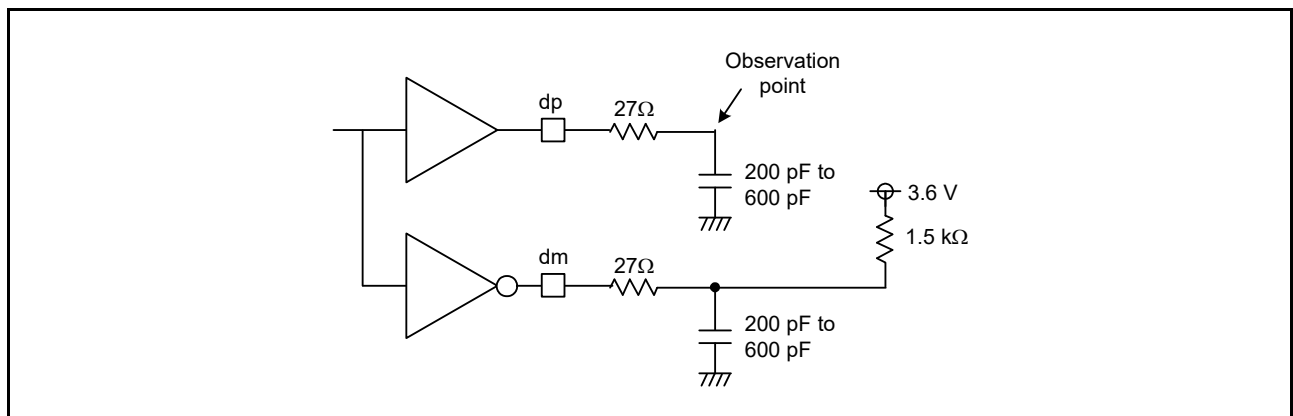 Observation
point
dp
27Ω
200 pF to
600 pF
3.6 V
1.5 kΩ
dm
27Ω
200 pF to
600 pF